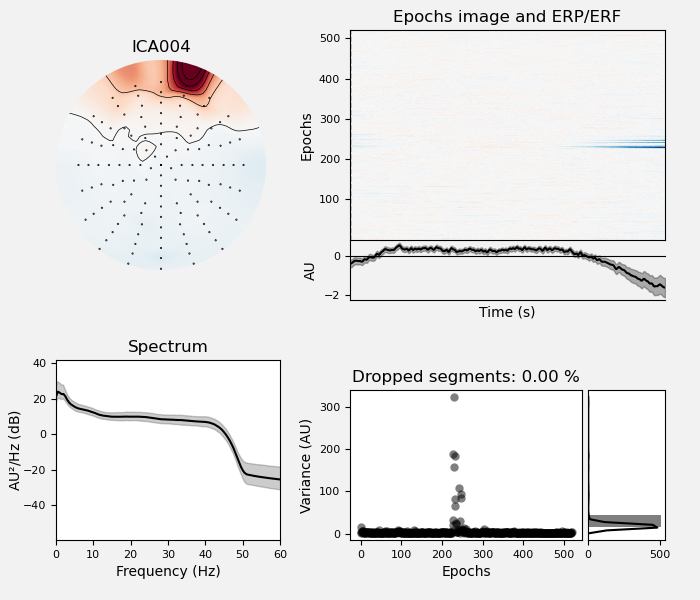 ICA004
Epochs image and ERP/ERF
500
400
300
200
100
Epochs
0
−2
AU
Time (s)
Spectrum
40
20
0
−20
−40
AU²/Hz (dB)
0 10 20 30 40 50 60
Frequency (Hz)
Dropped segments: 0.00 %
300
200
100
0
Variance (AU)
0 100 200 300 400 500
Epochs
0 500